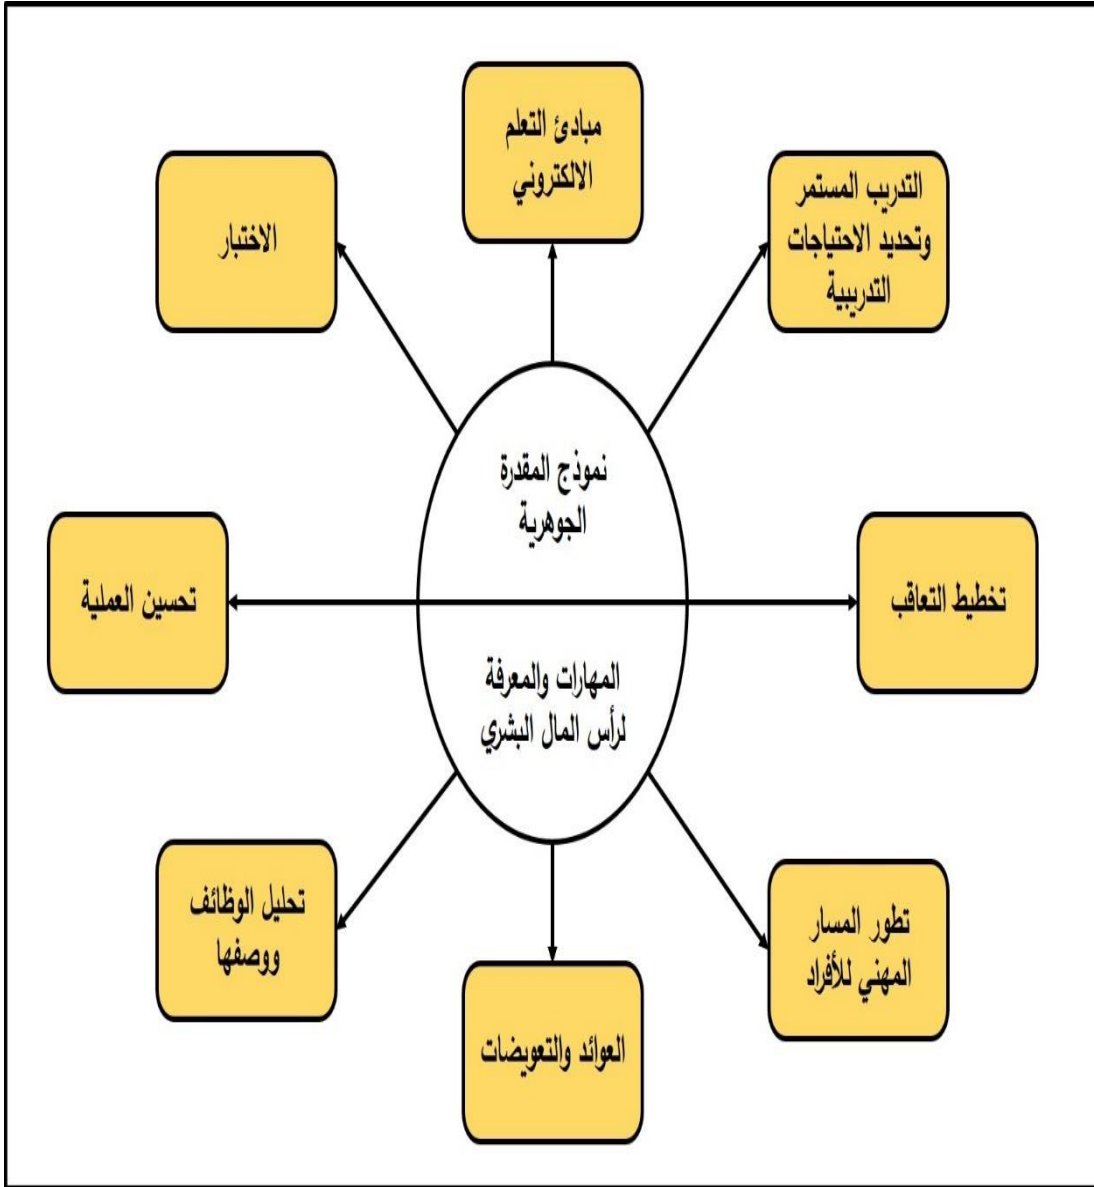 مبادئ التعلم
الالكتروني
التدريب المستمر
وتحديد الاحتياجات
التدريبية
الاختبار
نموذج المقدرة
الجوهرية
تخطيط التعاقب
تحسين العملية
المهارات والمعرفة
لرأس المال البشري
تطور المسار
المهني للأفراد
تحليل الوظائف
ووصفها
العوائد والتعويضات